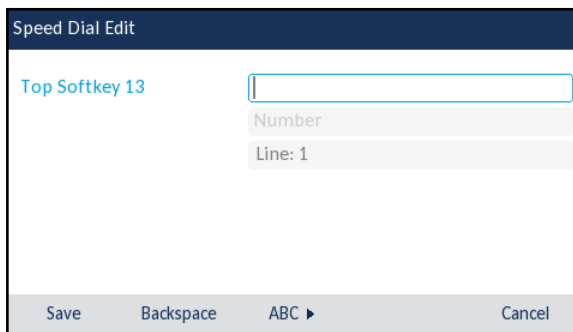 Speed Dial Edit
Top Softkey 13
Number
Line: 1
Save Backspace ABC ▸ Cancel